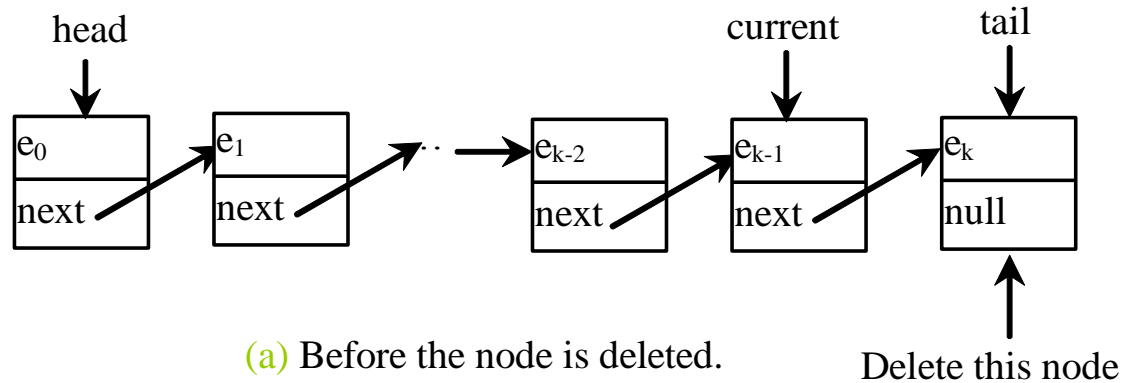 head current tail
e₀ e₁ .. eₖ₋₂ eₖ₋₁ eₖ
next next next next null
(a) Before the node is deleted. Delete this node